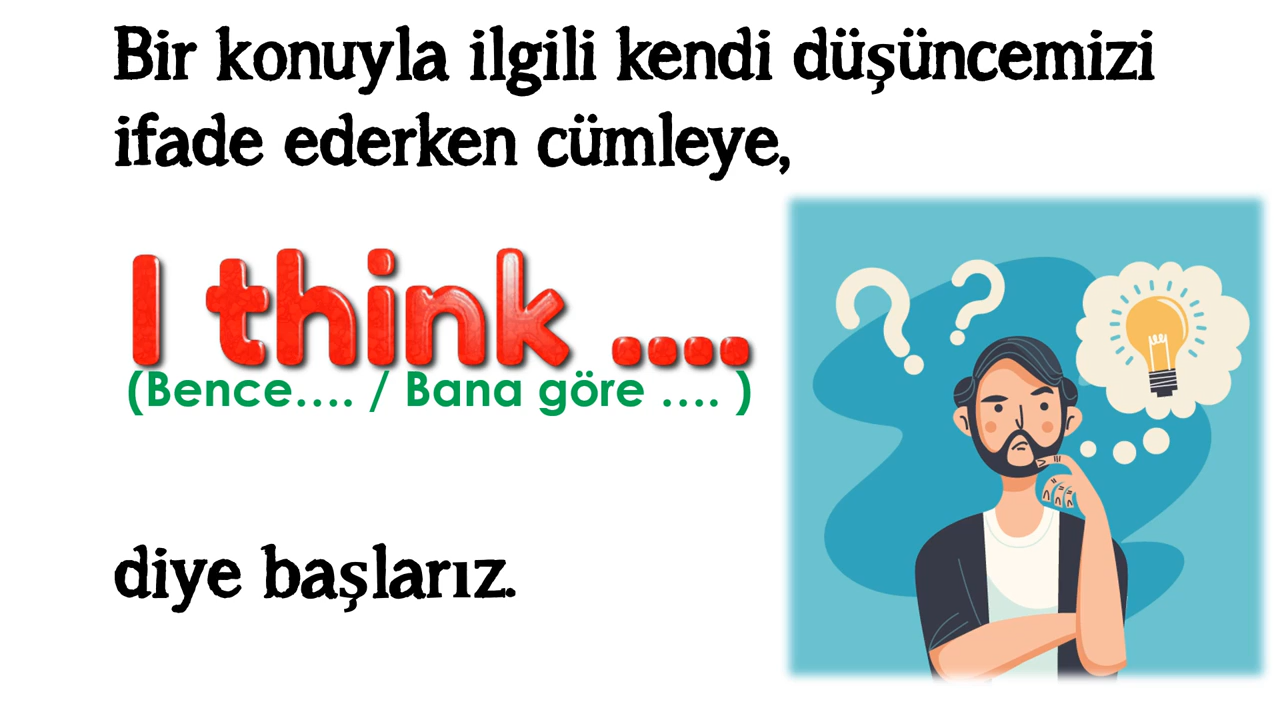 Bir konuyla ilgili kendi düşüncemizi
ifade ederken cümleye,
I think ....
(Bence.... / Bana göre .... )
diye başlarız.